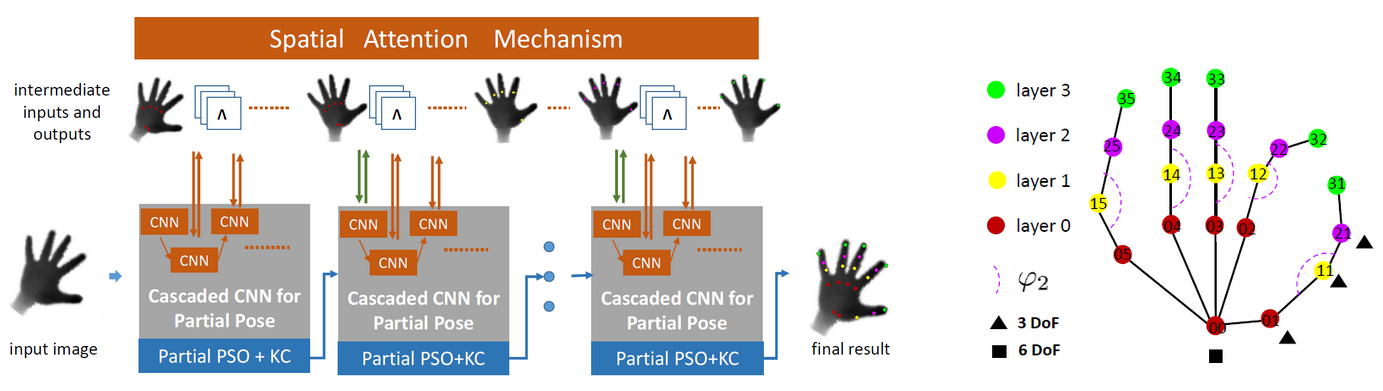 Spatial Attention Mechanism
intermediate
inputs and
outputs
Λ
Λ
Λ
CNN
CNN
CNN
Cascaded CNN for
Partial Pose
Partial PSO + KC
CNN
CNN
CNN
Cascaded CNN for
Partial Pose
Partial PSO+KC
CNN
CNN
CNN
Cascaded CNN for
Partial Pose
Partial PSO+KC
input image
final result
layer 3
layer 2
layer 1
layer 0
φ2
3 DoF
6 DoF
34
33
35
24
23
25
22
32
14
13
12
31
15
04
03
02
21
05
11
00
01